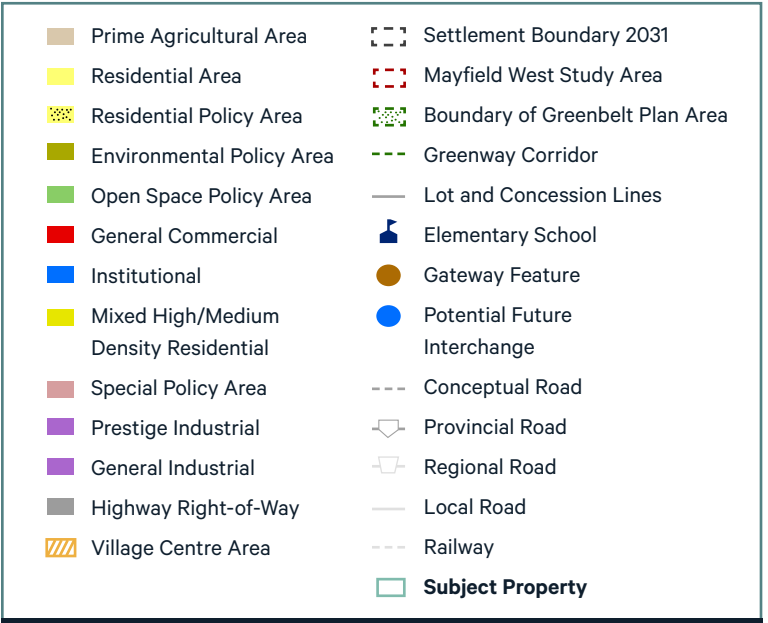 Prime Agricultural Area
Residential Area
Residential Policy Area
Environmental Policy Area
Open Space Policy Area
General Commercial
Institutional
Mixed High/Medium
Density Residential
Special Policy Area
Prestige Industrial
General Industrial
Highway Right-of-Way
Village Centre Area
Settlement Boundary 2031
Mayfield West Study Area
Boundary of Greenbelt Plan Area
Greenway Corridor
Lot and Concession Lines
Elementary School
Gateway Feature
Potential Future
Interchange
Conceptual Road
Provincial Road
Regional Road
Local Road
Railway
Subject Property